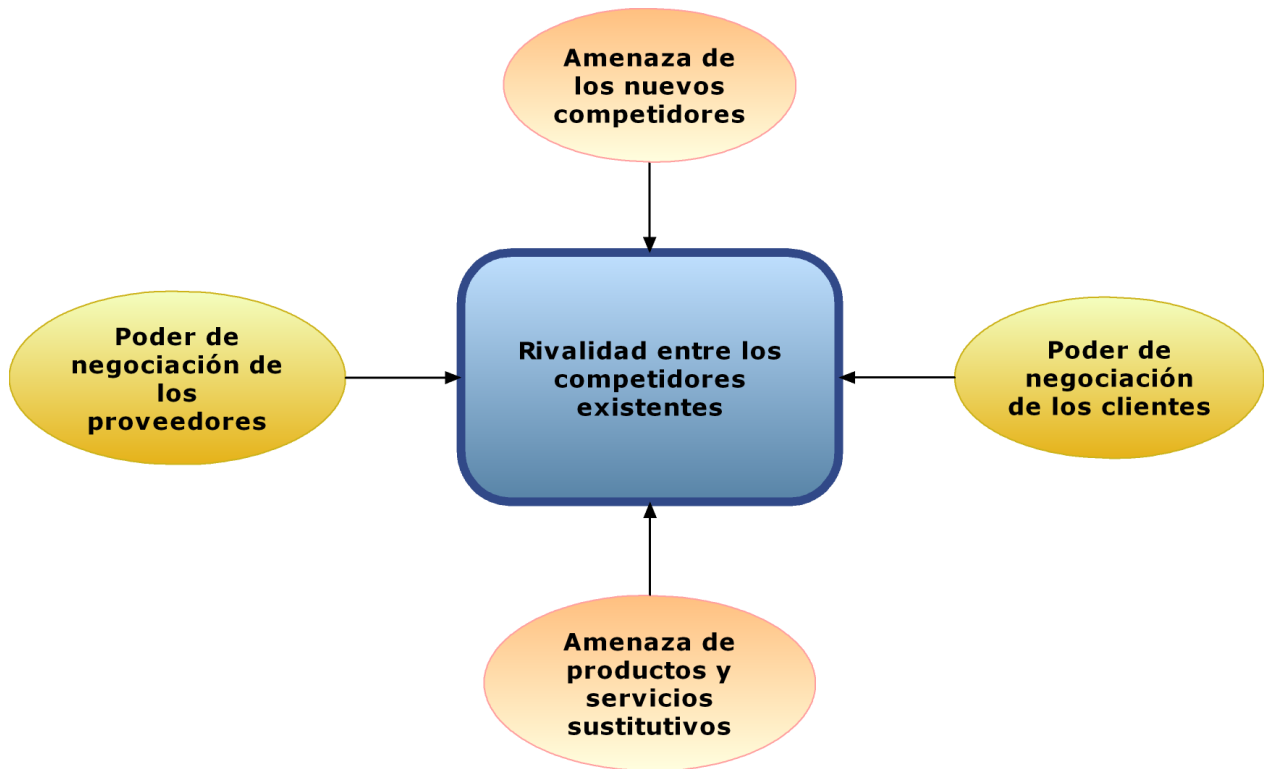 Amenaza de
los nuevos
competidores
Poder de
negociación de
los
proveedores
Rivalidad entre los
competidores
existentes
Poder de
negociación
de los clientes
Amenaza de
productos y
servicios
sustitutivos